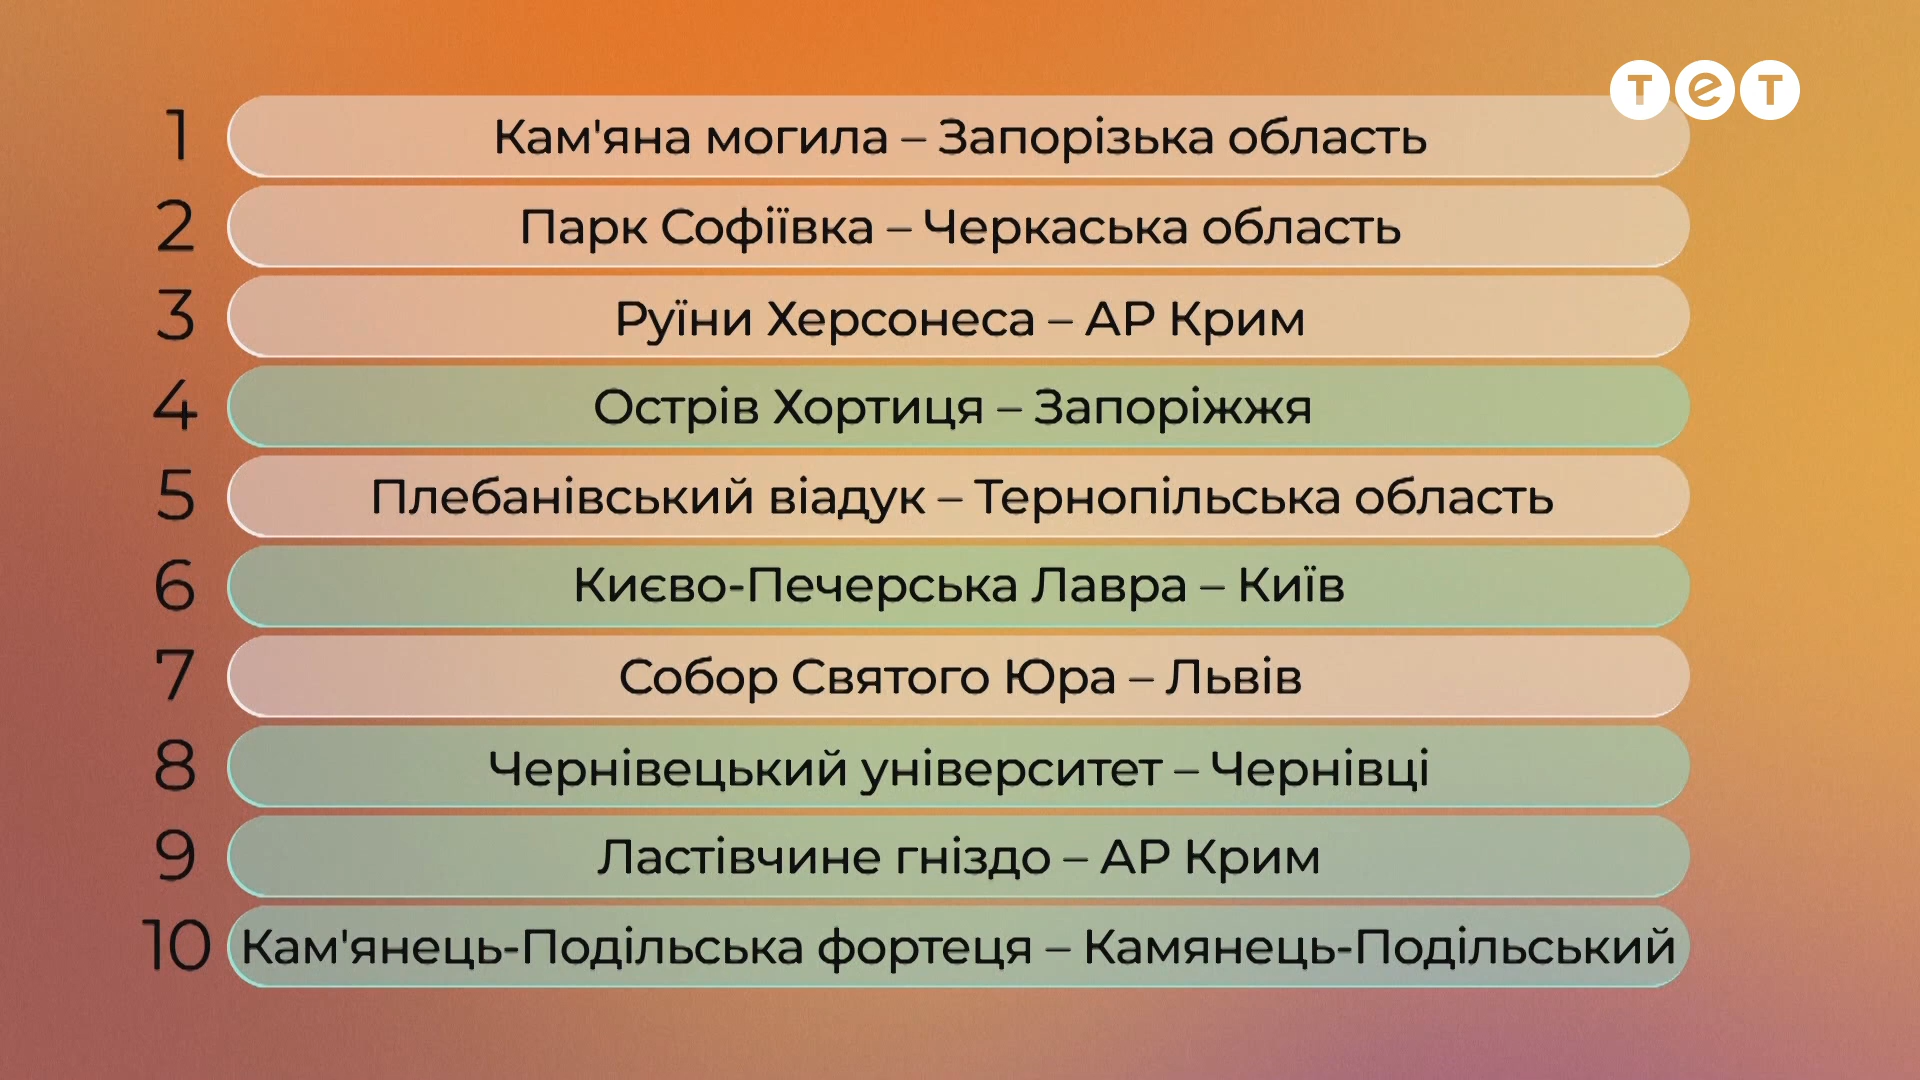 тет
1 Кам'яна могила – Запорізька область
2 Парк Софіївка – Черкаська область
3 Руїни Херсонеса – АР Крим
4 Острів Хортиця – Запоріжжя
5 Плебанівський віадук – Тернопільська область
6 Києво-Печерська Лавра – Київ
7 Собор Святого Юра – Львів
8 Чернівецький університет – Чернівці
9 Ластівчине гніздо – АР Крим
10 Кам'янець-Подільська фортеця – Камянець-Подільський